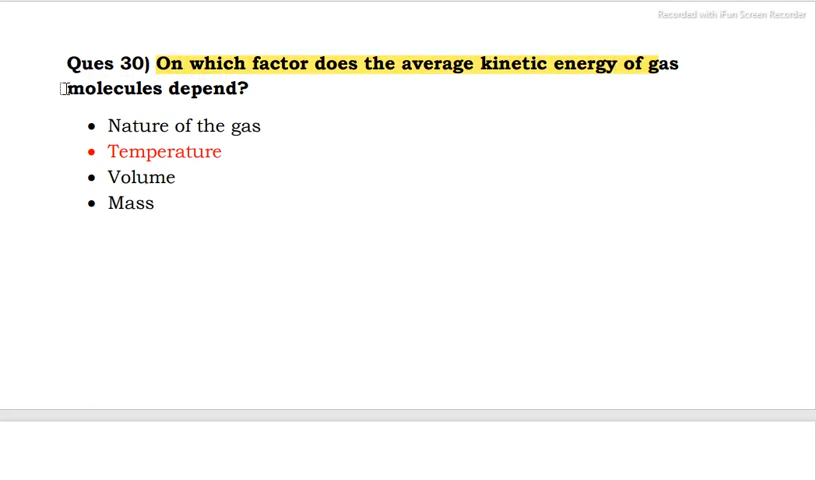 Recorded with iFun Screen Recorder
Ques 30) On which factor does the average kinetic energy of gas
molecules depend?
• Nature of the gas
• Temperature
• Volume
• Mass